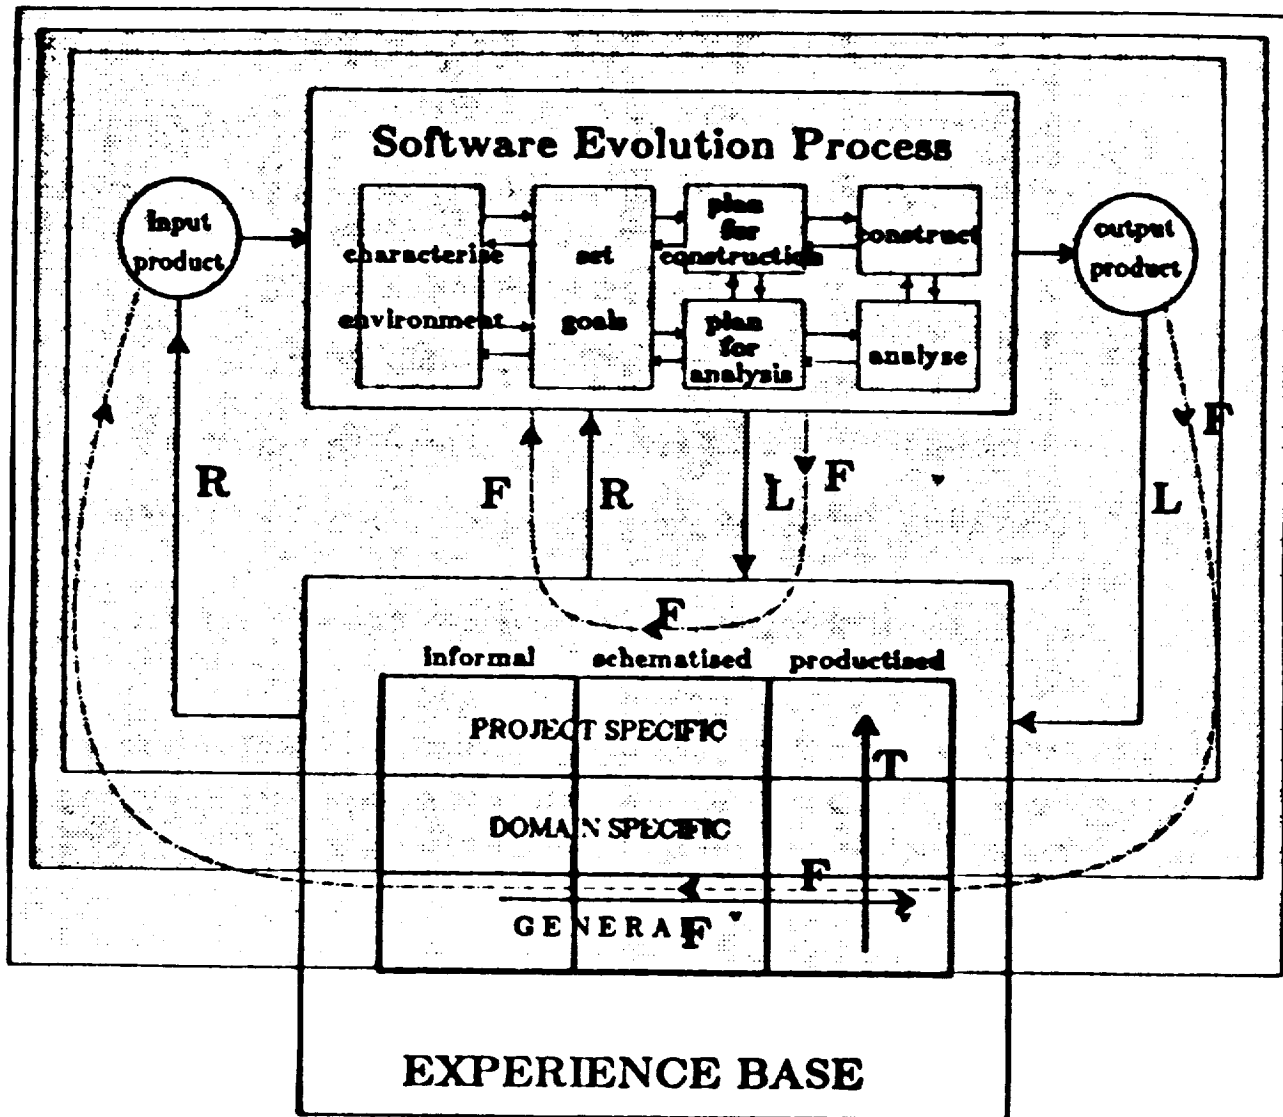 Software Evolution Process
Input
product
characterise
environment
set
goals
plan
for
construction
plan
for
analysis
construct
analyse
output
product
R
F
R
L
F
L
F
F
informal schematised productised
PROJECT SPECIFIC
T
DOMAIN SPECIFIC
F
GENERAL
F
EXPERIENCE BASE